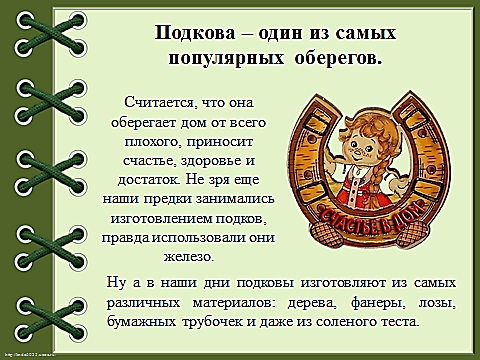 Подкова – один из самых
популярных оберегов.
Считается, что она
оберегает дом от всего
плохого, приносит
счастье, здоровье и
достаток. Не зря еще
наши предки занимались
изготовлением подков,
правда использовали они
железо.
СЧАСТЬЕ В ДОМ
Ну а в наши дни подковы изготовляют из самых
различных материалов: дерева, фанеры, лозы,
бумажных трубочек и даже из соленого теста.